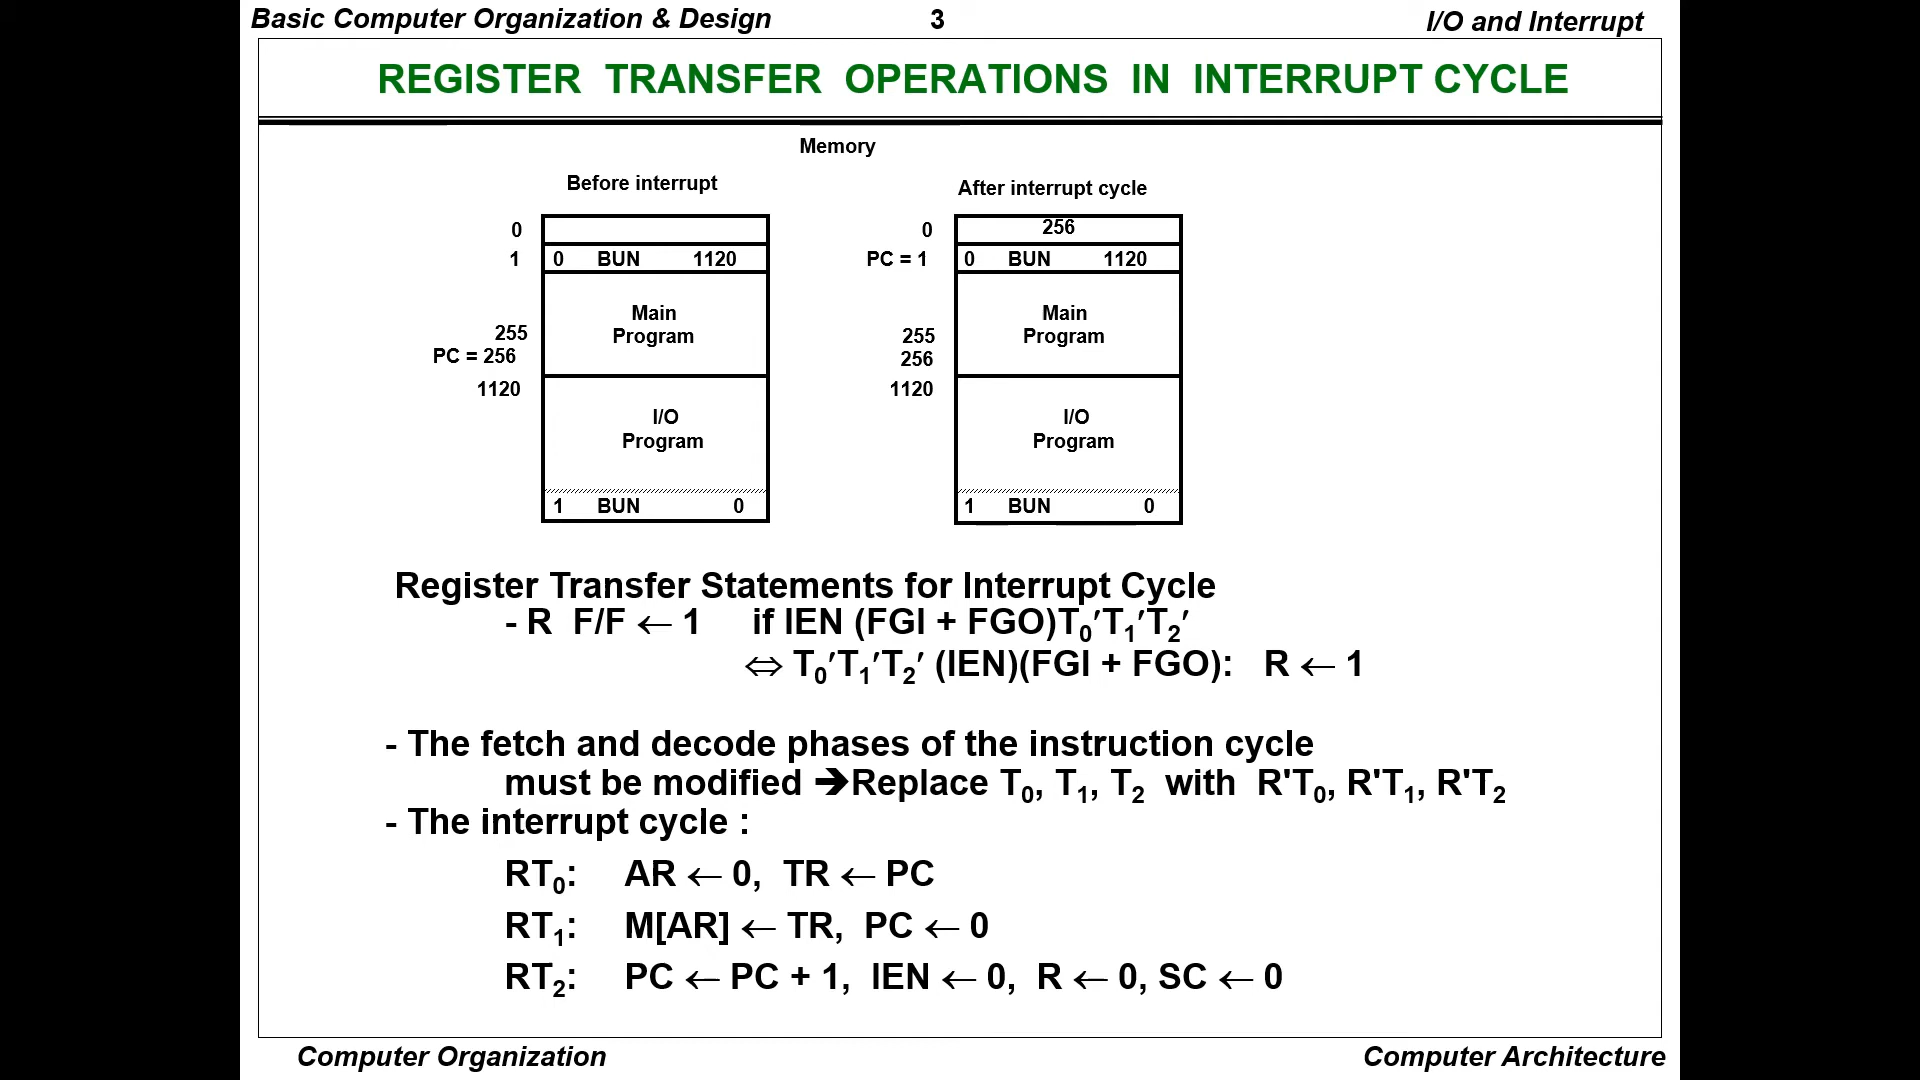 Basic Computer Organization & Design 3 I/O and Interrupt
REGISTER TRANSFER OPERATIONS IN INTERRUPT CYCLE
Memory
Before interrupt
0
1 0 BUN 1120
Main
255 Program
PC = 256
1120
I/O
Program
1 BUN 0
After interrupt cycle
0 256
PC = 1 0 BUN 1120
Main
255 Program
256
1120
I/O
Program
1 BUN 0
Register Transfer Statements for Interrupt Cycle
- R F/F ← 1 if IEN (FGI + FGO)T₀′T₁′T₂′
⇔ T₀′T₁′T₂′ (IEN)(FGI + FGO): R ← 1
- The fetch and decode phases of the instruction cycle
must be modified ➔Replace T₀, T₁, T₂ with R'T₀, R'T₁, R'T₂
- The interrupt cycle :
RT₀: AR ← 0, TR ← PC
RT₁: M[AR] ← TR, PC ← 0
RT₂: PC ← PC + 1, IEN ← 0, R ← 0, SC ← 0
Computer Organization Computer Architecture